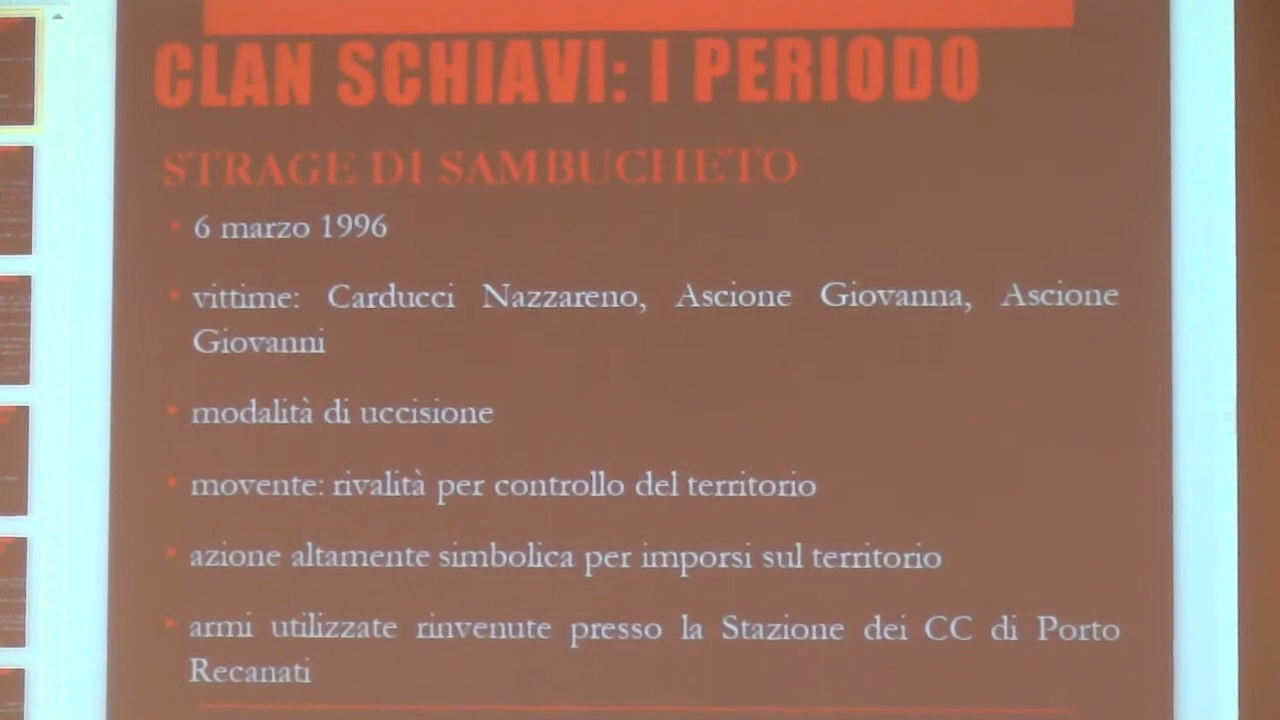 CLAN SCHIAVI: I PERIODO
STRAGE DI SAMBUCHETO
6 marzo 1996
vittime: Carducci Nazzareno, Ascione Giovanna, Ascione
Giovanni
modalità di uccisione
movente: rivalità per controllo del territorio
azione altamente simbolica per imporsi sul territorio
armi utilizzate rinvenute presso la Stazione dei CC di Porto
Recanati